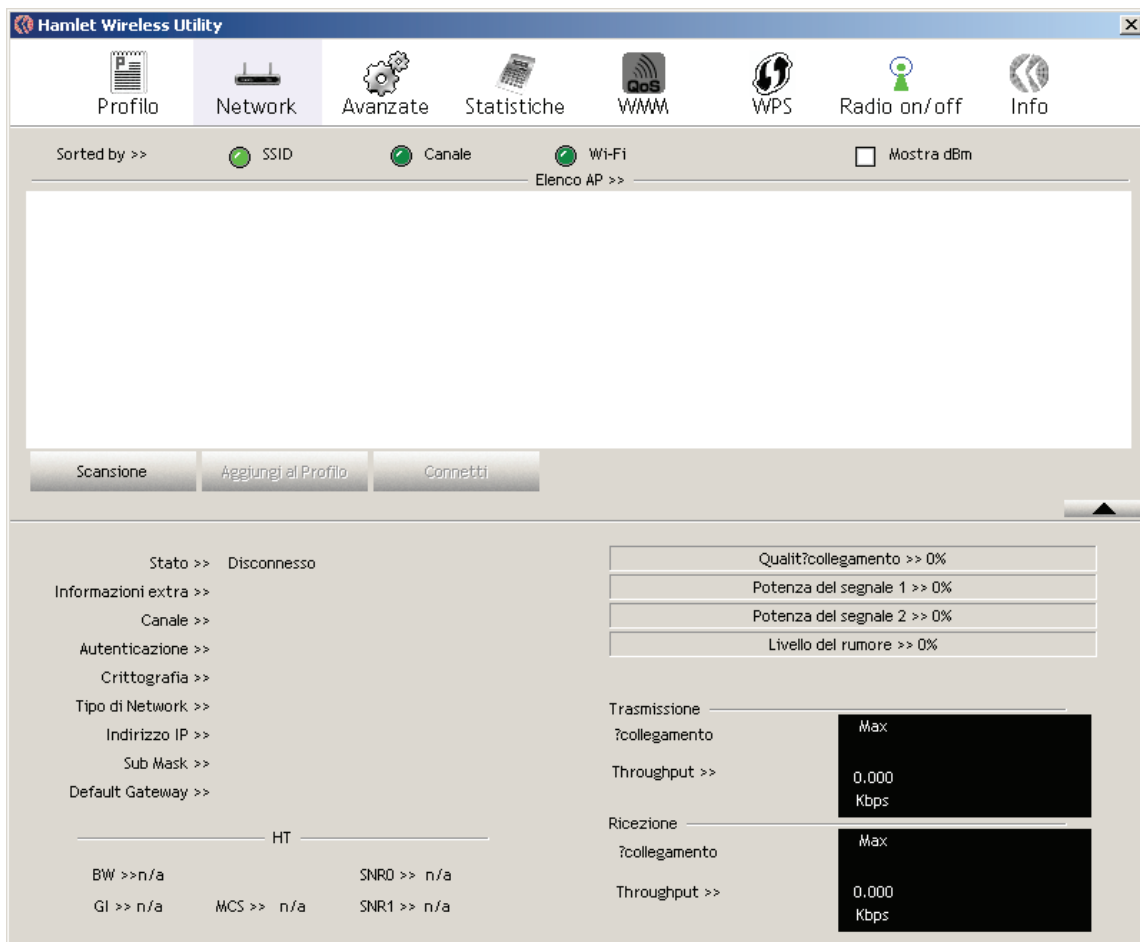 Hamlet Wireless Utility
Profilo Network Avanzate Statistiche QoS WMM WPS Radio on/off Info
Sorted by >> SSID Canale Wi-Fi Mostra dBm
Elenco AP >>
Scansione Aggiungi al Profilo Connetti
Stato >> Disconnesso
Informazioni extra >>
Canale >>
Autenticazione >>
Crittografia >>
Tipo di Network >>
Indirizzo IP >>
Sub Mask >>
Default Gateway >>
HT
BW >>n/a SNR0 >> n/a
GI >> n/a MCS >> n/a SNR1 >> n/a
Qualit?collegamento >> 0%
Potenza del segnale 1 >> 0%
Potenza del segnale 2 >> 0%
Livello del rumore >> 0%
Trasmissione
?collegamento Max
Throughput >> 0.000
Kbps
Ricezione
?collegamento Max
Throughput >> 0.000
Kbps